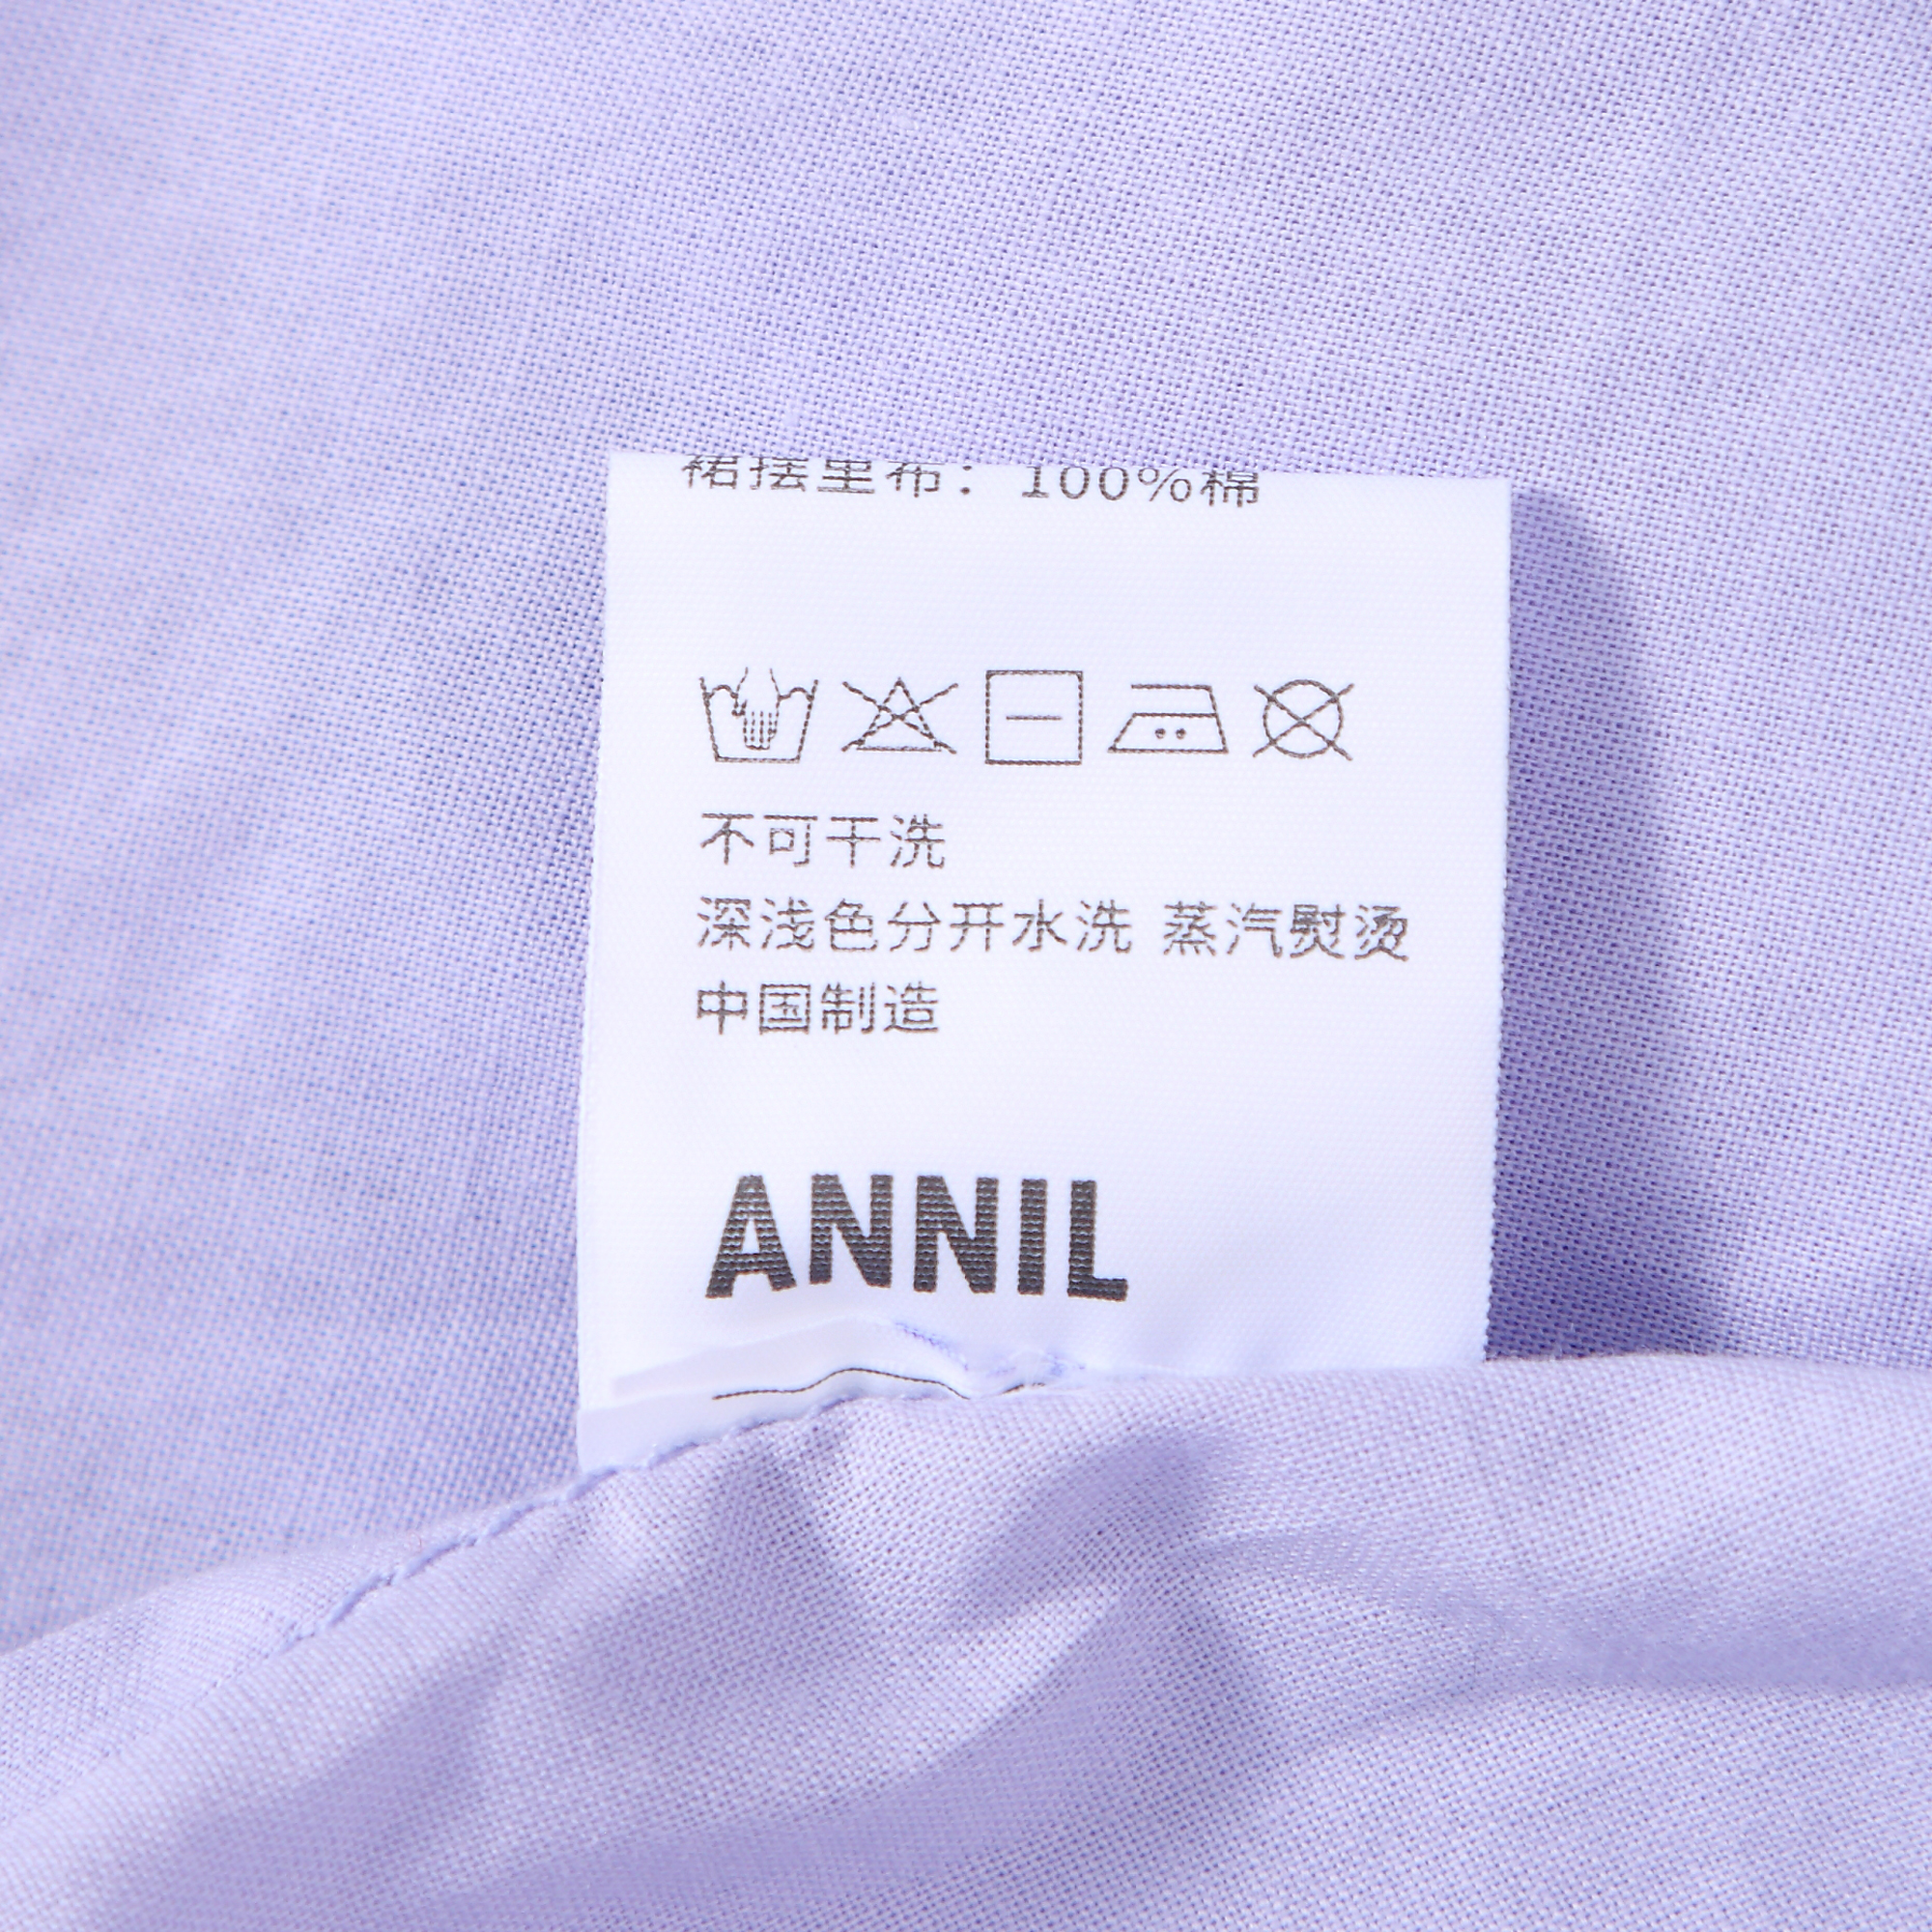 裙摆里布：100%棉
不可干洗
深浅色分开水洗 蒸汽熨烫
中国制造
ANNIL